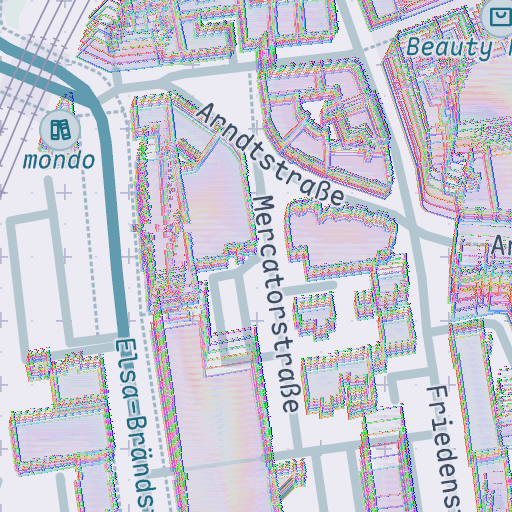 Beauty
Arndtstraße
mondo
Mercatorstraße
Elsa=Bränds
Friedens